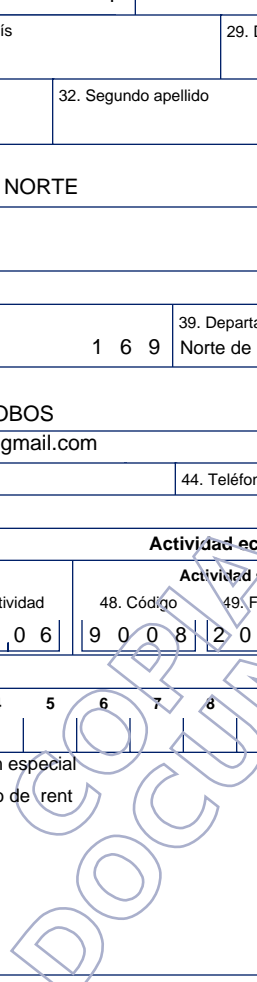 ís
29. D
32. Segundo apellido
NORTE
39. Departa
1 6 9 Norte de
OBOS
gmail.com
44. Teléfon
Actividad ec
Actividad s
tividad 48. Código 49. F
0 6 9 0 0 8 2 0
5 6 7 8
n especial
o de rent
COPIA
DOCUM